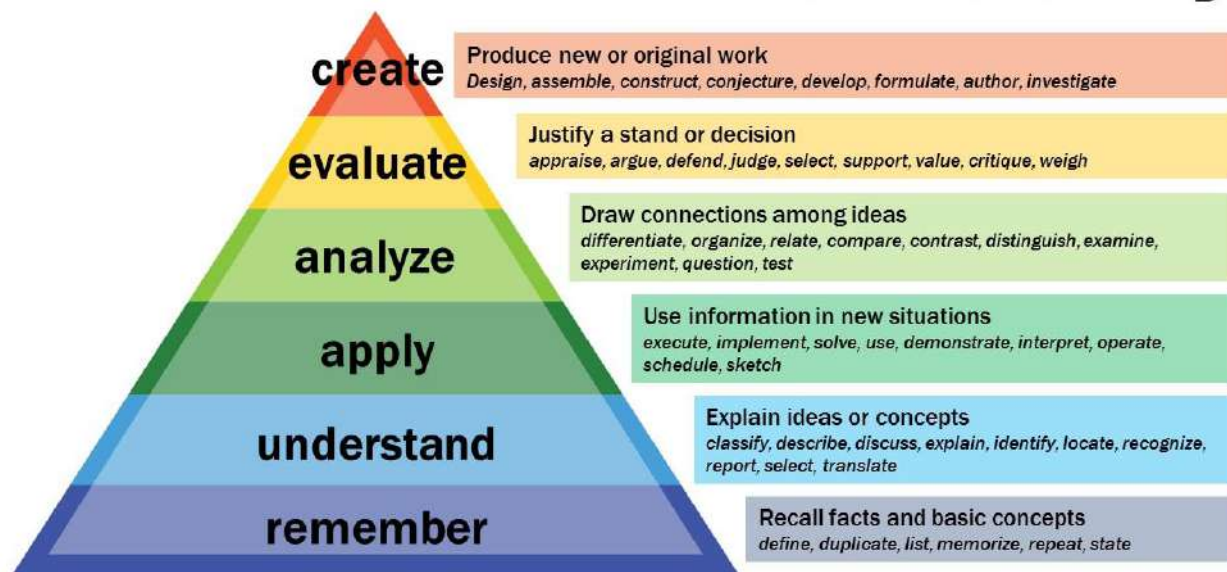 create
Produce new or original work
Design, assemble, construct, conjecture, develop, formulate, author, investigate
evaluate
Justify a stand or decision
appraise, argue, defend, judge, select, support, value, critique, weigh
analyze
Draw connections among ideas
differentiate, organize, relate, compare, contrast, distinguish, examine,
experiment, question, test
apply
Use information in new situations
execute, implement, solve, use, demonstrate, interpret, operate,
schedule, sketch
understand
Explain ideas or concepts
classify, describe, discuss, explain, identify, locate, recognize,
report, select, translate
remember
Recall facts and basic concepts
define, duplicate, list, memorize, repeat, state